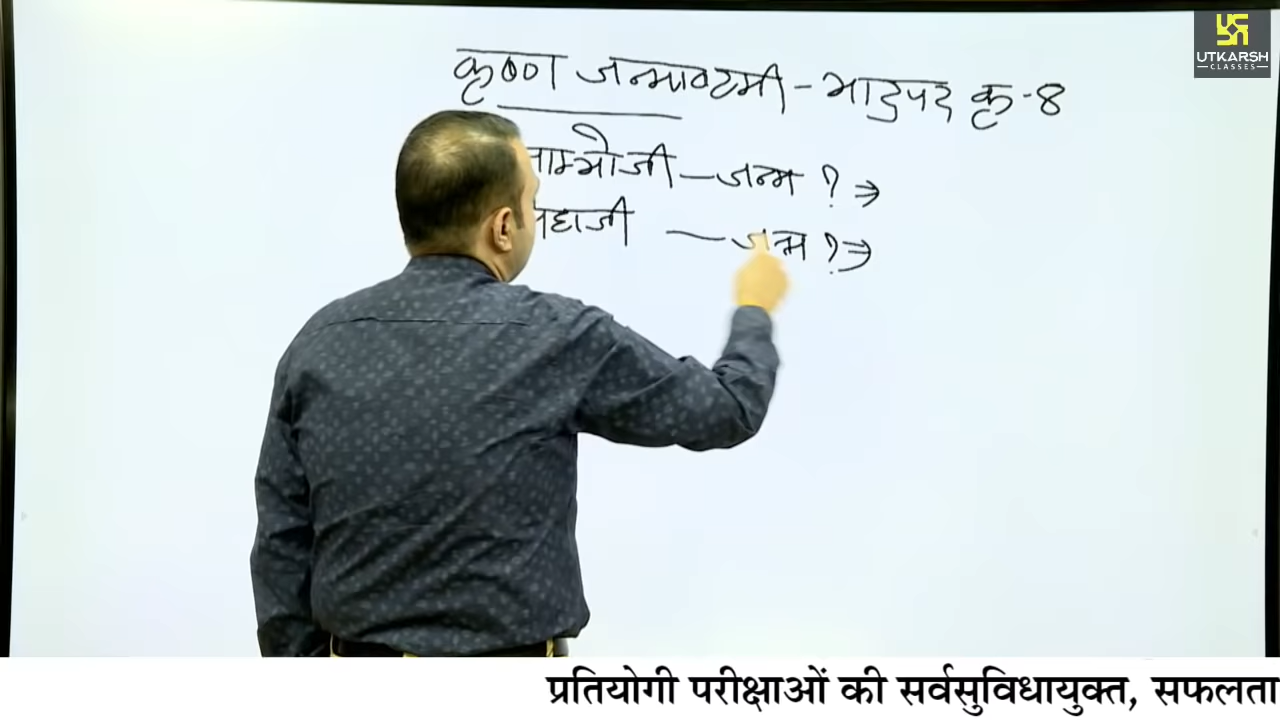 UTKARSH
CLASSES
कृष्ण जन्माष्टमी - भाद्रपद कृ - 8
जाम्भोजी - जन्म ? ⇒
- जन्म ? ⇒
प्रतियोगी परीक्षाओं की सर्वसुविधायुक्त, सफलता